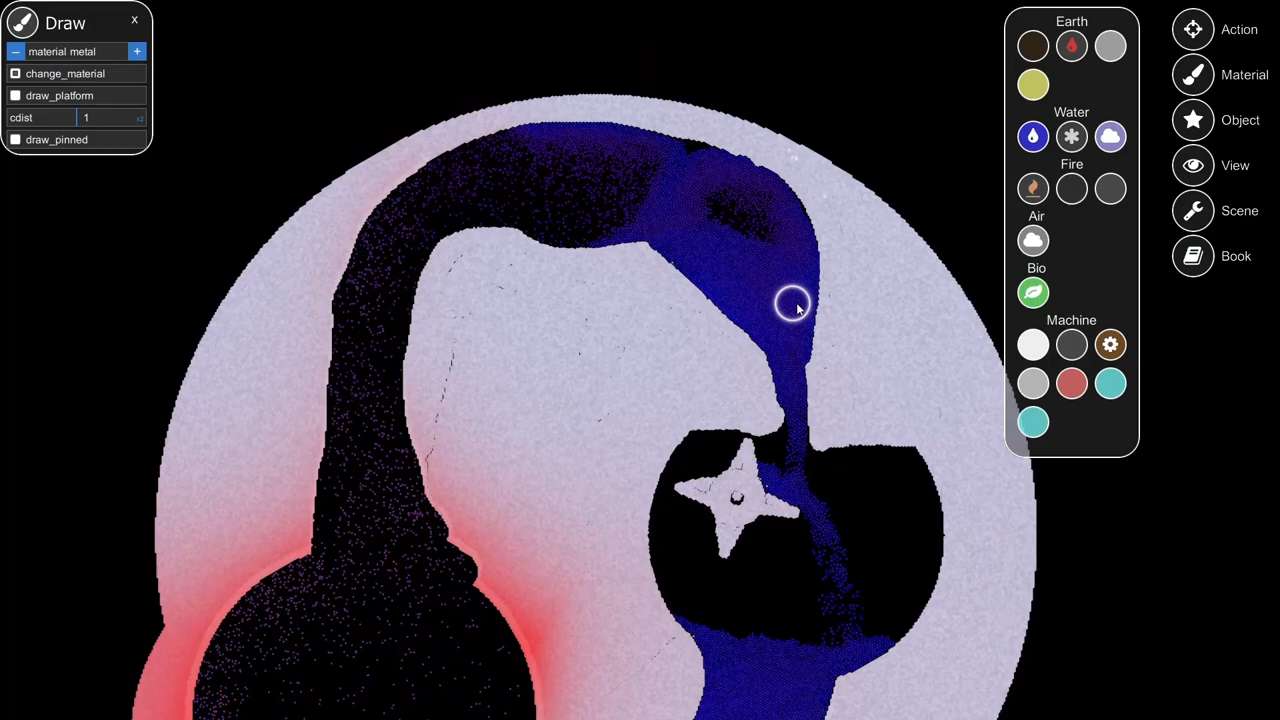 Draw
x
– material metal +
change_material
draw_platform
cdist 1 x2
draw_pinned
Earth
Water
Fire
Air
Bio
Machine
Action
Material
Object
View
Scene
Book